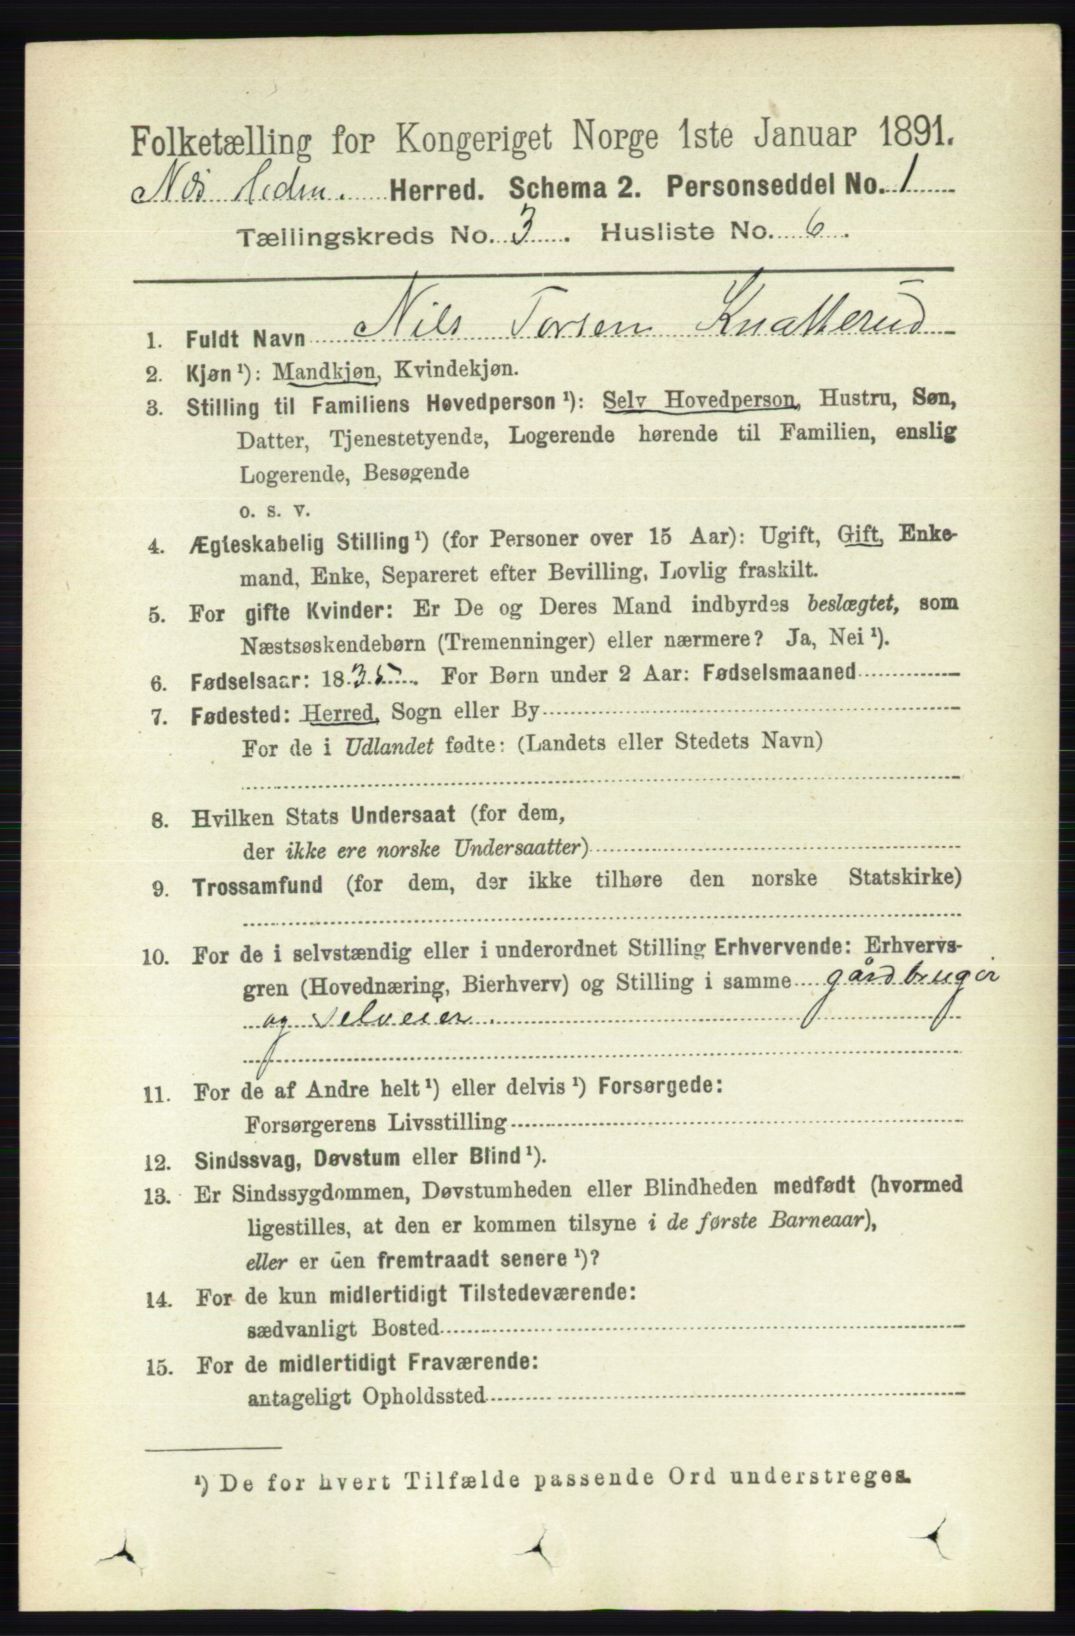 Folketælling for Kongeriget Norge 1ste Januar 1891.
Herred. Schema 2. Personseddel No. 1
Tællingskreds No. 3. Husliste No. 6.
1. Fuldt Navn Nils Torsen Knatterud
2. Kjøn ¹): Mandkjøn, Kvindekjøn.
3. Stilling til Familiens Hovedperson ¹): Selv Hovedperson, Hustru, Søn,
Datter, Tjenestetyende, Logerende hørende til Familien, enslig
Logerende, Besøgende
o. s. v.
4. Ægteskabelig Stilling ¹) (for Personer over 15 Aar): Ugift, Gift, Enke-
mand, Enke, Separeret efter Bevilling, Lovlig fraskilt.
5. For gifte Kvinder: Er De og Deres Mand indbyrdes beslægtet, som
Næstsøskendebørn (Tremenninger) eller nærmere? Ja, Nei ¹).
6. Fødselsaar: 1835. For Børn under 2 Aar: Fødselsmaaned
7. Fødested: Herred, Sogn eller By
For de i Udlandet fødte: (Landets eller Stedets Navn)
8. Hvilken Stats Undersaat (for dem,
der ikke ere norske Undersaatter)
9. Trossamfund (for dem, der ikke tilhøre den norske Statskirke)
10. For de i selvstændig eller i underordnet Stilling Erhvervende: Erhvervs-
gren (Hovednæring, Bierhverv) og Stilling i samme gårdbruger
og selveier.
11. For de af Andre helt ¹) eller delvis ¹) Forsørgede:
Forsørgerens Livsstilling
12. Sindssvag, Døvstum eller Blind ¹).
13. Er Sindssygdommen, Døvstumheden eller Blindheden medfødt (hvormed
ligestilles, at den er kommen tilsyne i de første Barneaar),
eller er den fremtraadt senere ¹)?
14. For de kun midlertidigt Tilstedeværende:
sædvanligt Bosted
15. For de midlertidigt Fraværende:
antageligt Opholdssted
¹) De for hvert Tilfælde passende Ord understreges.